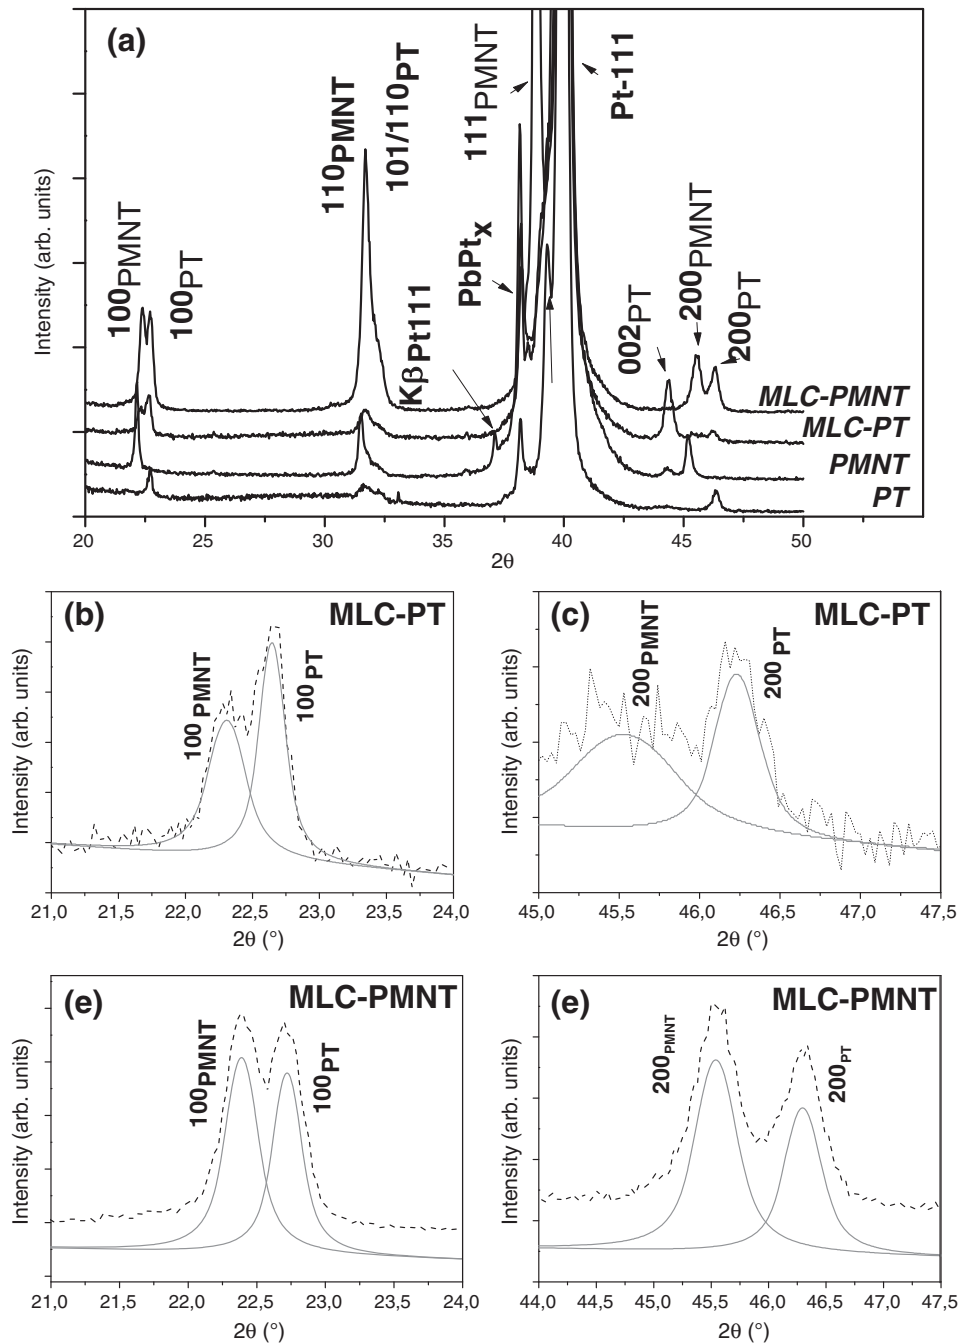 (a)
Intensity (arb. units)
100PMNT
100PT
110PMNT
101/110PT
KβPt111
PbPtx
111PMNT
Pt-111
002PT
200PMNT
200PT
MLC-PMNT
MLC-PT
PMNT
PT
20 25 30 35 40 45 50
2θ
(b) MLC-PT
Intensity (arb. units)
100PMNT
100PT
21,0 21,5 22,0 22,5 23,0 23,5 24,0
2θ (°)
(c) MLC-PT
Intensity (arb. units)
200PMNT
200PT
45,0 45,5 46,0 46,5 47,0 47,5
2θ (°)
(e) MLC-PMNT
Intensity (arb. units)
100PMNT
100PT
21,0 21,5 22,0 22,5 23,0 23,5 24,0
2θ (°)
(e) MLC-PMNT
Intensity (arb. units)
200PMNT
200PT
44,0 44,5 45,0 45,5 46,0 46,5 47,0 47,5
2θ (°)